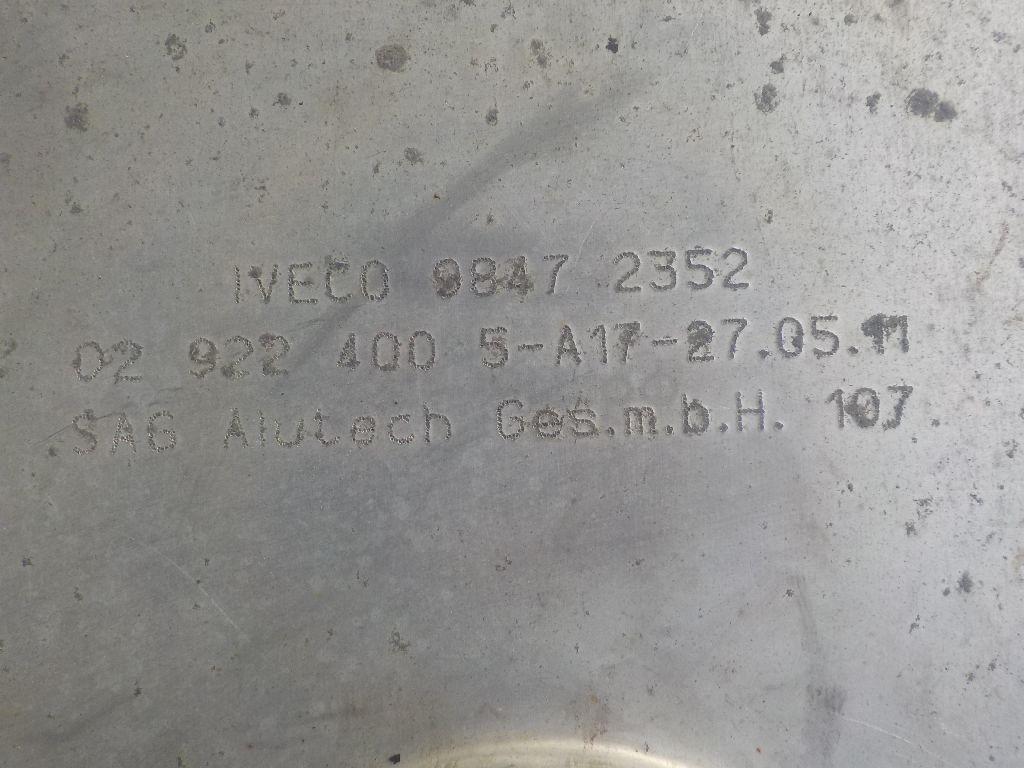 IVECO 9847 2352
02 922 400 5-A17-27.05.11
SAG Alutech Ges.m.b.H. 107